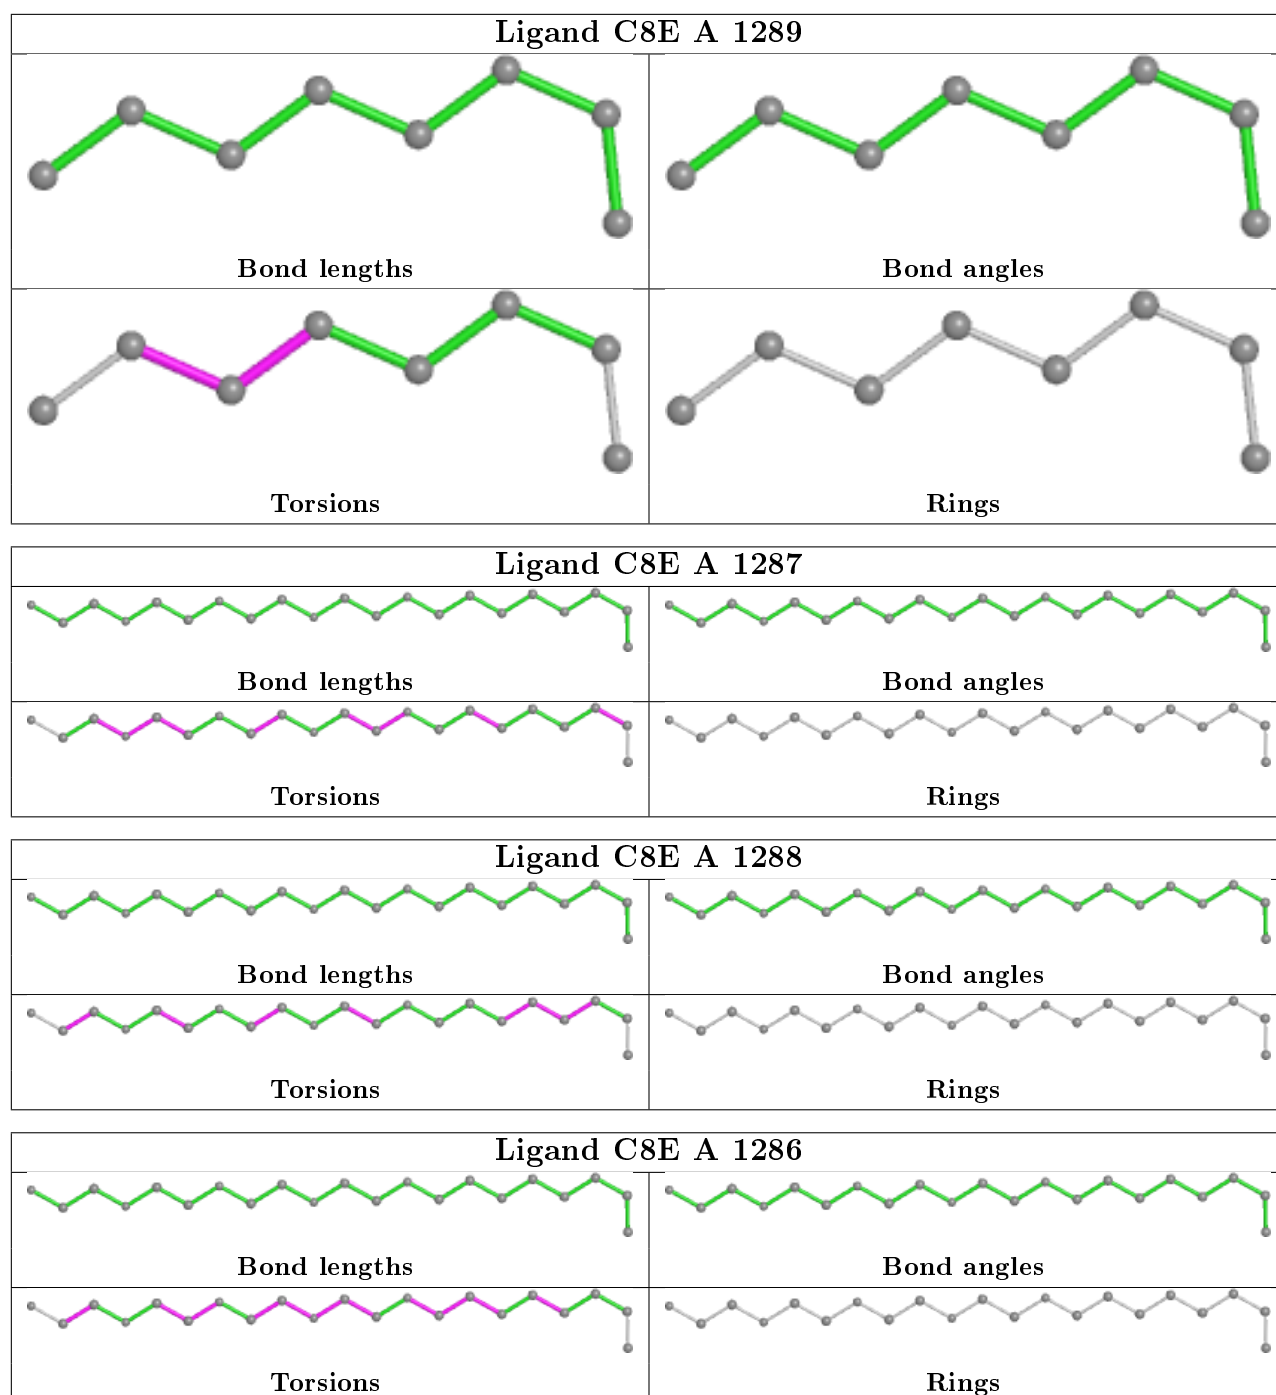 Ligand C8E A 1289
Bond lengths Bond angles
Torsions Rings
Ligand C8E A 1287
Bond lengths Bond angles
Torsions Rings
Ligand C8E A 1288
Bond lengths Bond angles
Torsions Rings
Ligand C8E A 1286
Bond lengths Bond angles
Torsions Rings